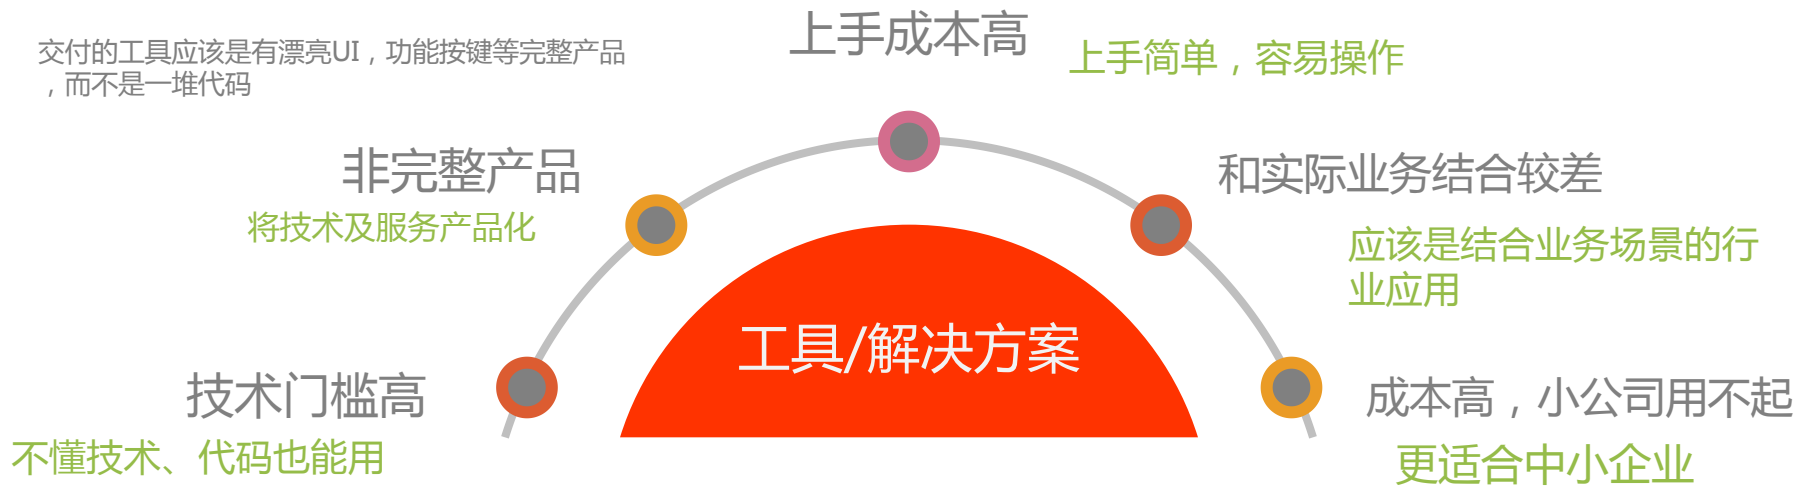 上手成本高
上手简单，容易操作
交付的工具应该是有漂亮UI，功能按键等完整产品
，而不是一堆代码
非完整产品
将技术及服务产品化
和实际业务结合较差
应该是结合业务场景的行
业应用
工具/解决方案
技术门槛高
不懂技术、代码也能用
成本高，小公司用不起
更适合中小企业